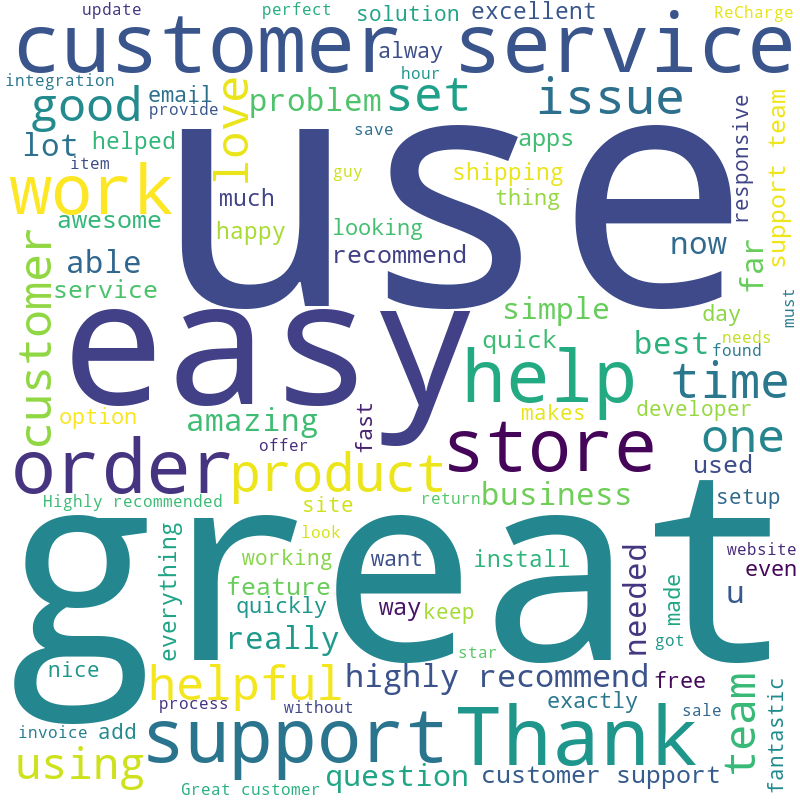 update
perfect
solution
excellent
ReCharge
customer service
alway
hour
integration
good
email
provide
love
problem
set
issue
support team
lot
helped
item
save
apps
responsive
use
work
much
guy
shipping
thing
awesome
happy
looking
recommend
now
far
customer
able
service
must
easy
simple
day
quick
best
needs
found
help
time
option
amazing
fast
makes
developer
order
offer
store
one
product
used
Highly recommended
site
return
business
setup
great
look
everything
working
want
install
needed
website
even
feature
quickly
way
keep
made
u
really
star
got
nice
helpful
highly recommend
free
team
fantastic
process
without
exactly
sale
invoice
add
support
Thank
using
question
customer support
Great customer